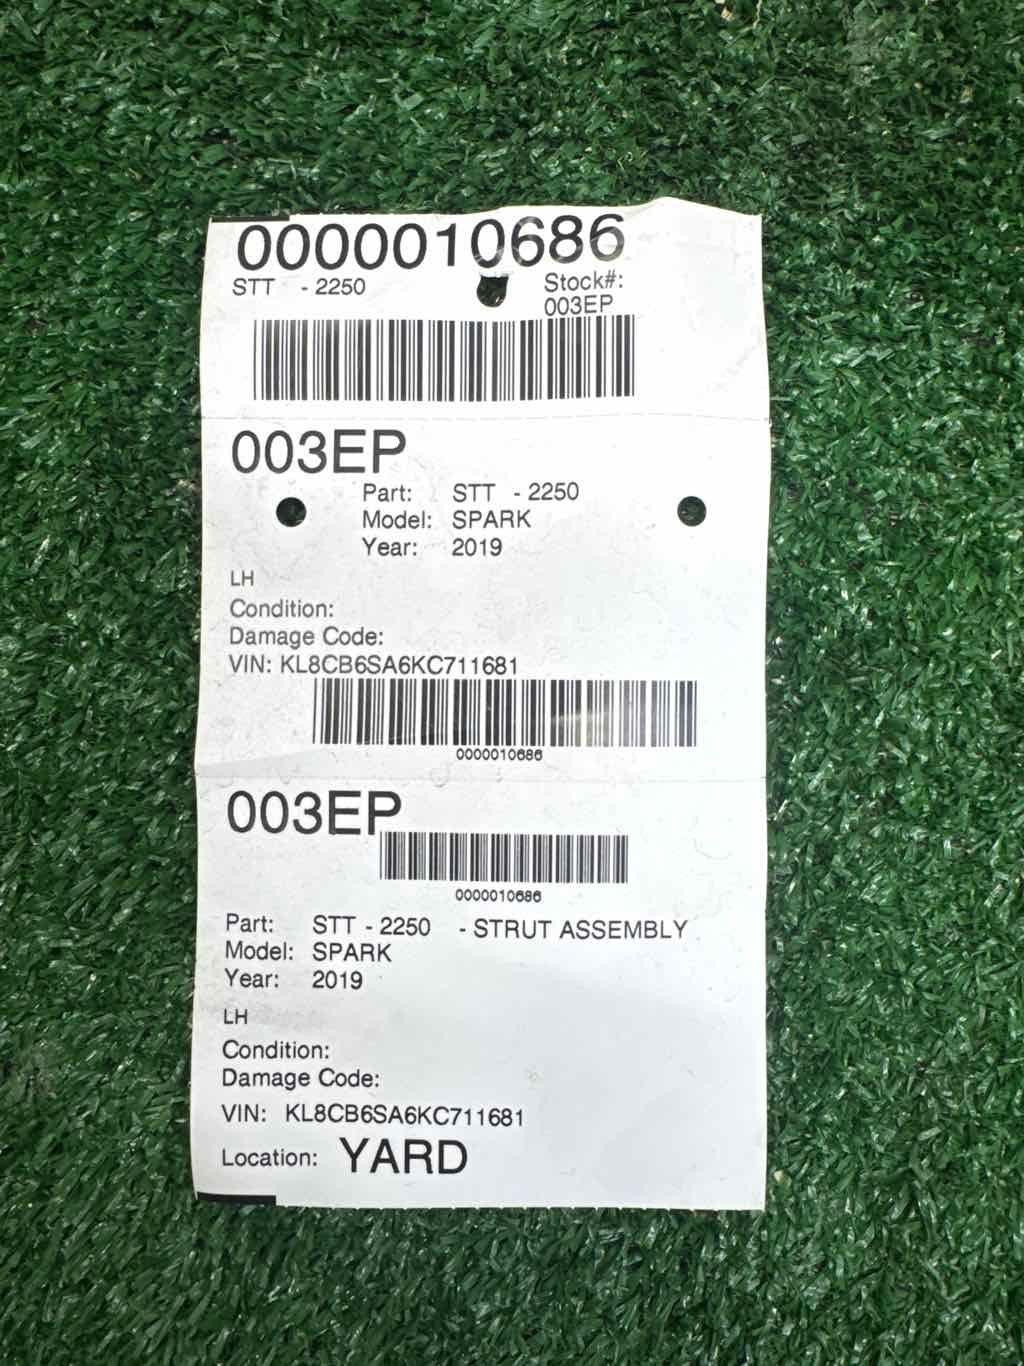 0000010686
STT - 2250 Stock#:
003EP
003EP
Part: STT - 2250
Model: SPARK
Year: 2019
LH
Condition:
Damage Code:
VIN: KL8CB6SA6KC711681
0000010686
003EP
0000010686
Part: STT - 2250 - STRUT ASSEMBLY
Model: SPARK
Year: 2019
LH
Condition:
Damage Code:
VIN: KL8CB6SA6KC711681
Location: YARD